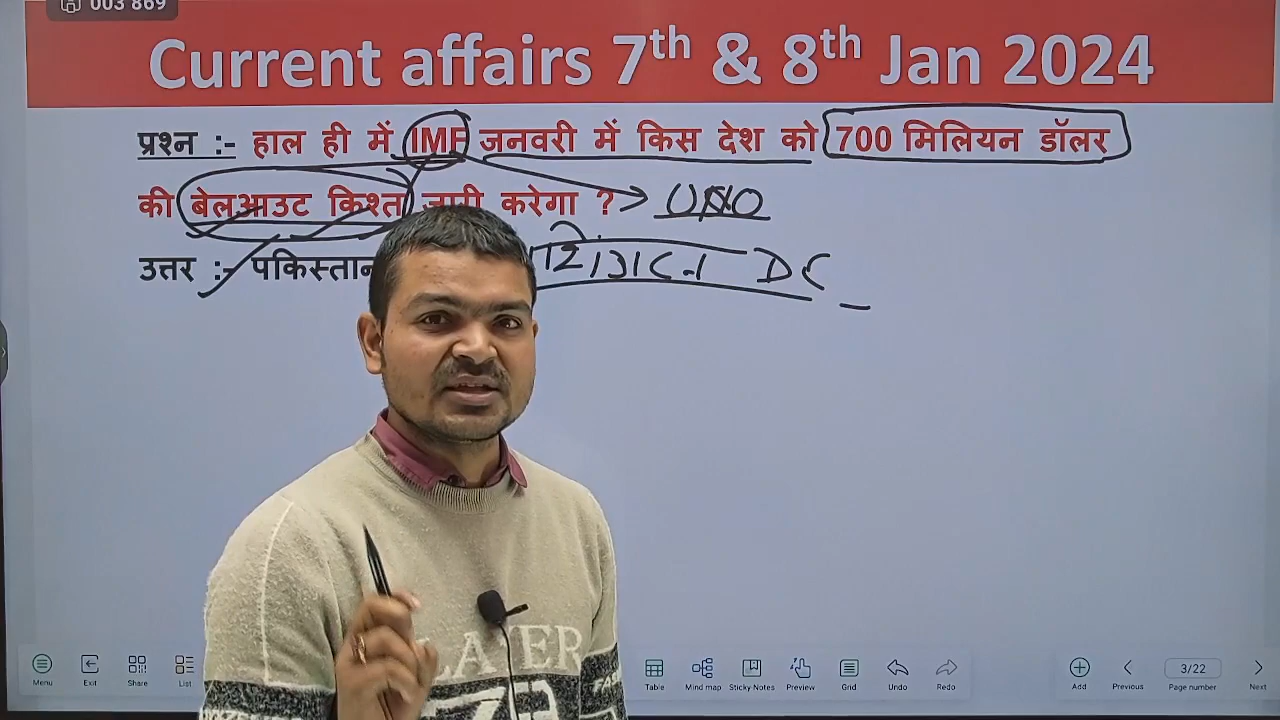 003 869
Current affairs 7th & 8th Jan 2024
प्रश्न :- हाल ही में IMF जनवरी में किस देश को 700 मिलियन डॉलर
की बेलआउट किश्त जारी करेगा ? UNO
उत्तर :- पकिस्तान
DC
LA ER
Menu Exit Share List Table Mind map Sticky Notes Preview Grid Undo Redo Add Previous 3/22 Page number Next